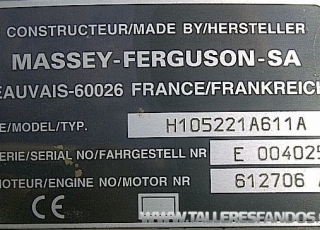 CONSTRUCTEUR/MADE BY/HERSTELLER
MASSEY-FERGUSON-SA
EAUVAIS-60026 FRANCE/FRANKREICH
E/MODEL/TYP. H105221A611A
ERIE/SERIAL NO/FAHRGESTELL NR E 004025
MOTEUR/ENGINE NO/MOTOR NR 612706 A
CE
WWW.TALLERESFANDOS.CO